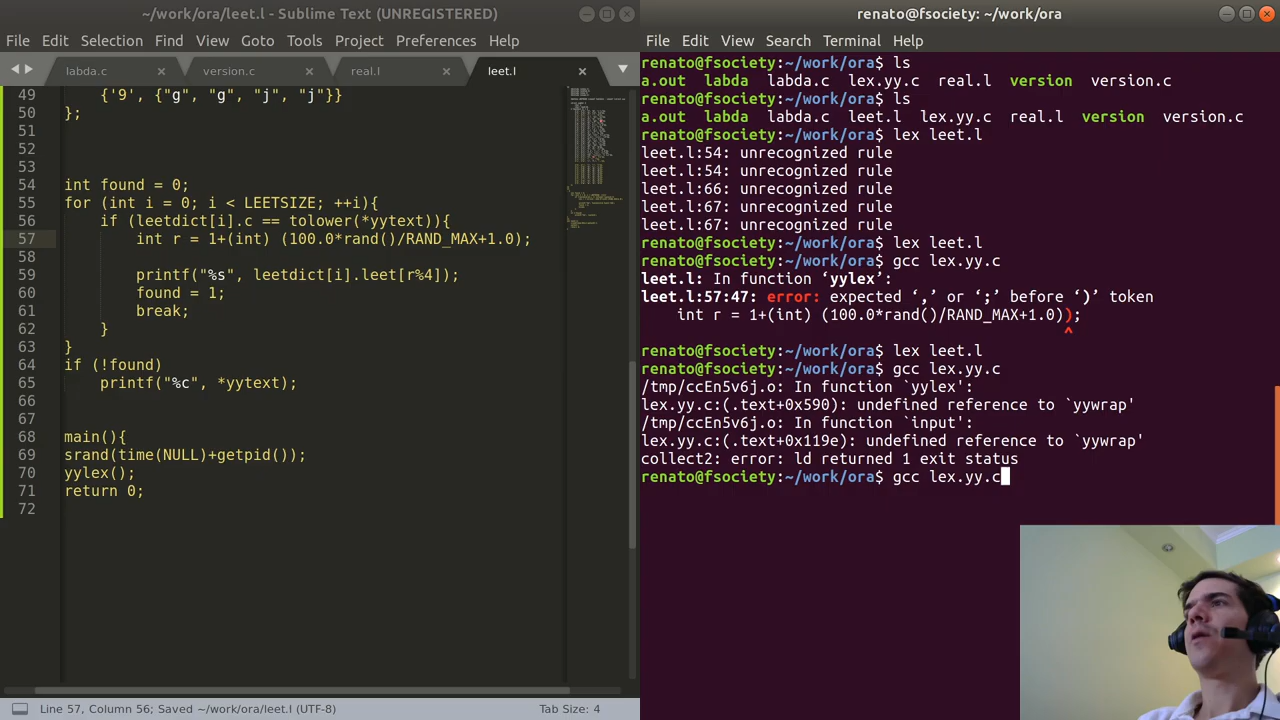 ~/work/ora/leet.l - Sublime Text (UNREGISTERED)
File Edit Selection Find View Goto Tools Project Preferences Help
labda.c version.c real.l leet.l
49 {'9', {"g", "g", "j", "j"}}
50 };
51
52
53
54 int found = 0;
55 for (int i = 0; i < LEETSIZE; ++i){
56 if (leetdict[i].c == tolower(*yytext)){
57 int r = 1+(int) (100.0*rand()/RAND_MAX+1.0);
58
59 printf("%s", leetdict[i].leet[r%4]);
60 found = 1;
61 break;
62 }
63 }
64 if (!found)
65 printf("%c", *yytext);
66
67
68 main(){
69 srand(time(NULL)+getpid());
70 yylex();
71 return 0;
72
Line 57, Column 56; Saved ~/work/ora/leet.l (UTF-8) Tab Size: 4
renato@fsociety: ~/work/ora
File Edit View Search Terminal Help
renato@fsociety:~/work/ora$ ls
a.out labda labda.c lex.yy.c real.l version version.c
renato@fsociety:~/work/ora$ ls
a.out labda labda.c leet.l lex.yy.c real.l version version.c
renato@fsociety:~/work/ora$ lex leet.l
leet.l:54: unrecognized rule
leet.l:54: unrecognized rule
leet.l:66: unrecognized rule
leet.l:67: unrecognized rule
leet.l:67: unrecognized rule
renato@fsociety:~/work/ora$ lex leet.l
renato@fsociety:~/work/ora$ gcc lex.yy.c
leet.l: In function ‘yylex’:
leet.l:57:47: error: expected ‘,’ or ‘;’ before ‘)’ token
int r = 1+(int) (100.0*rand()/RAND_MAX+1.0));
^
renato@fsociety:~/work/ora$ lex leet.l
renato@fsociety:~/work/ora$ gcc lex.yy.c
/tmp/ccEn5v6j.o: In function `yylex':
lex.yy.c:(.text+0x590): undefined reference to `yywrap'
/tmp/ccEn5v6j.o: In function `input':
lex.yy.c:(.text+0x119e): undefined reference to `yywrap'
collect2: error: ld returned 1 exit status
renato@fsociety:~/work/ora$ gcc lex.yy.c